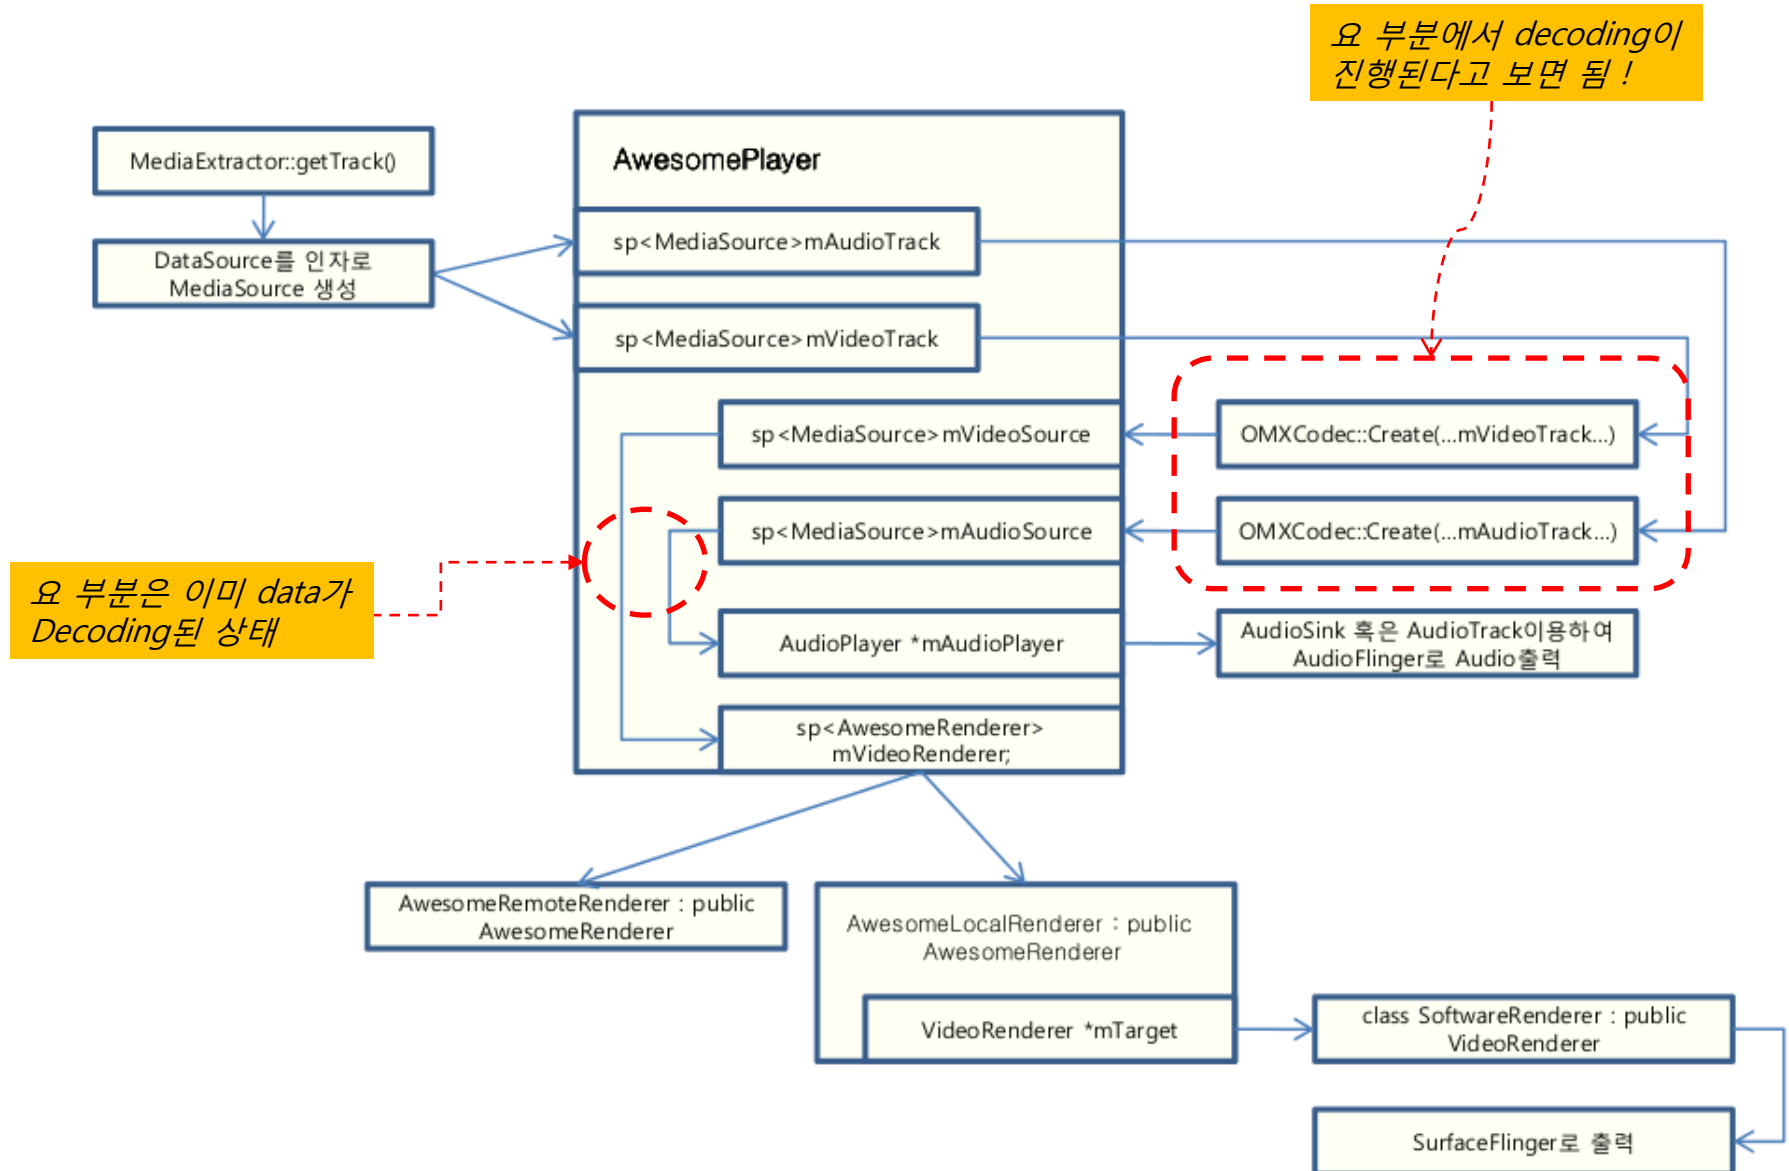 요 부분에서 decoding이
진행된다고 보면 됨 !
MediaExtractor::getTrack()
DataSource를 인자로
MediaSource 생성
AwesomePlayer
sp<MediaSource>mAudioTrack
sp<MediaSource>mVideoTrack
sp<MediaSource>mVideoSource
OMXCodec::Create(...mVideoTrack...)
sp<MediaSource>mAudioSource
OMXCodec::Create(...mAudioTrack...)
요 부분은 이미 data가
Decoding된 상태
AudioPlayer *mAudioPlayer
AudioSink 혹은 AudioTrack이용하여
AudioFlinger로 Audio출력
sp<AwesomeRenderer>
mVideoRenderer;
AwesomeRemoteRenderer : public
AwesomeRenderer
AwesomeLocalRenderer : public
AwesomeRenderer
VideoRenderer *mTarget
class SoftwareRenderer : public
VideoRenderer
SurfaceFlinger로 출력